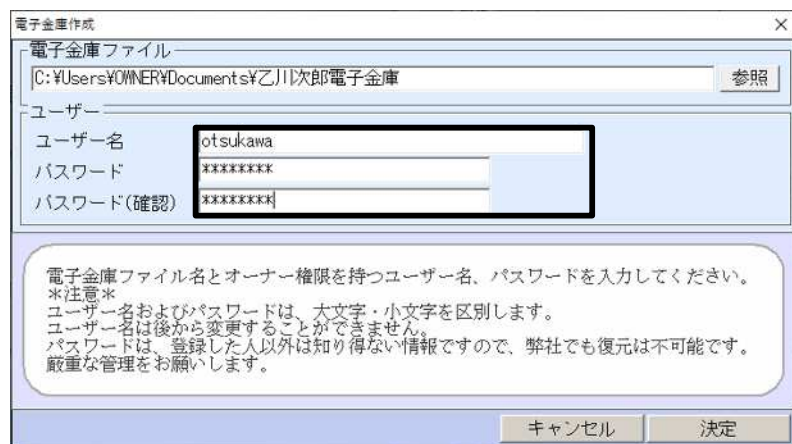 電子金庫作成
電子金庫ファイル
C:¥Users¥OWNER¥Documents¥乙川次郎電子金庫 参照
ユーザー
ユーザー名 otsukawa
パスワード ********
パスワード(確認) ********
電子金庫ファイル名とオーナー権限を持つユーザー名、パスワードを入力してください。
*注意*
ユーザー名およびパスワードは、大文字・小文字を区別します。
ユーザー名は後から変更することができません。
パスワードは、登録した人以外は知り得ない情報ですので、弊社でも復元は不可能です。
厳重な管理をお願いします。
キャンセル 決定